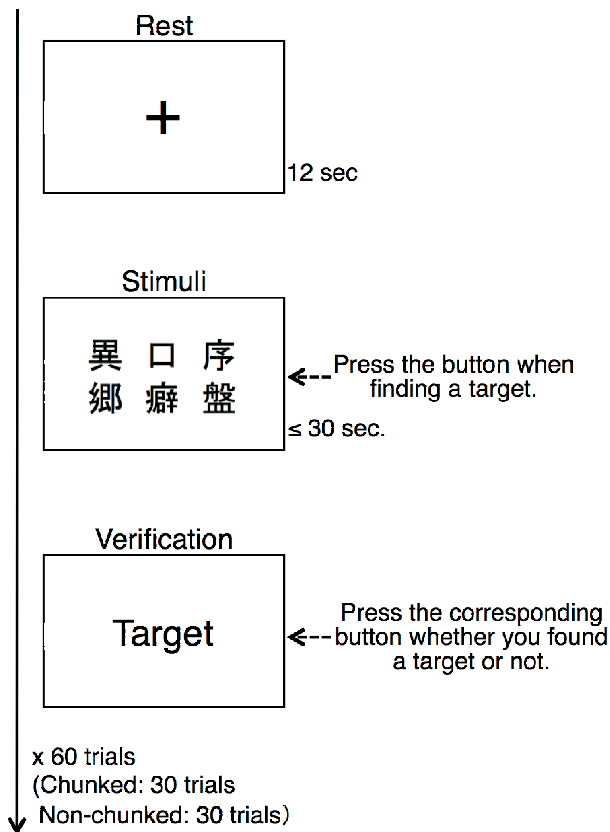 Rest
+
12 sec
Stimuli
異 口 序
郷 癖 盤
Press the button when
finding a target.
≤ 30 sec.
Verification
Target
Press the corresponding
button whether you found
a target or not.
x 60 trials
(Chunked: 30 trials
Non-chunked: 30 trials)